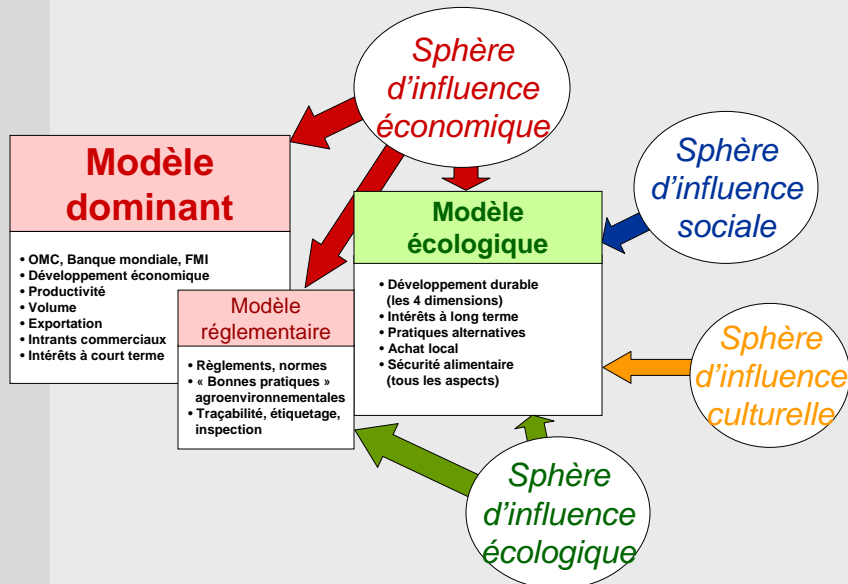 Sphère
d'influence
économique
Modèle
dominant
• OMC, Banque mondiale, FMI
• Développement économique
• Productivité
• Volume
• Exportation
• Intrants commerciaux
• Intérêts à court terme
Modèle
réglementaire
• Règlements, normes
• « Bonnes pratiques »
agroenvironnementales
• Traçabilité, étiquetage,
inspection
Modèle
écologique
• Développement durable
(les 4 dimensions)
• Intérêts à long terme
• Pratiques alternatives
• Achat local
• Sécurité alimentaire
(tous les aspects)
Sphère
d'influence
sociale
Sphère
d'influence
culturelle
Sphère
d'influence
écologique